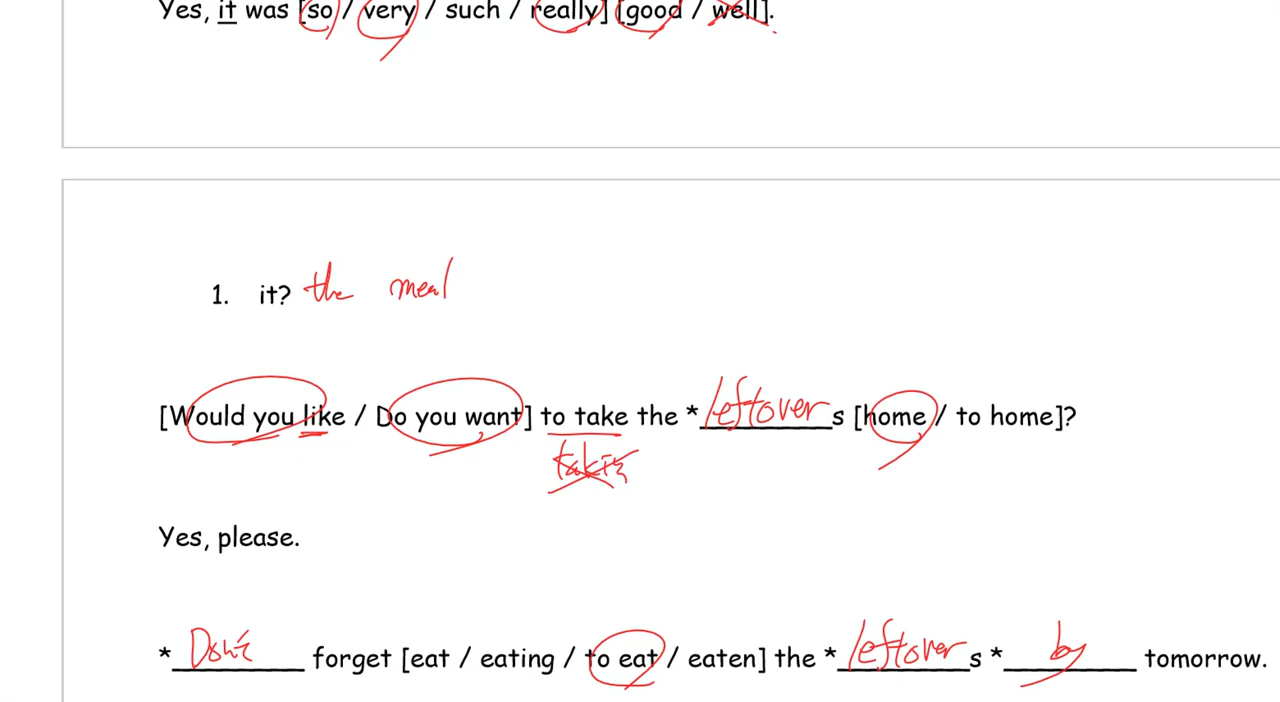 Yes, it was [so / very / such / really] [good / well].
1. it? the meal
[Would you like / Do you want] to take the *leftovers [home / to home]?
Yes, please.
*Don't forget [eat / eating / to eat / eaten] the *leftovers *by tomorrow.